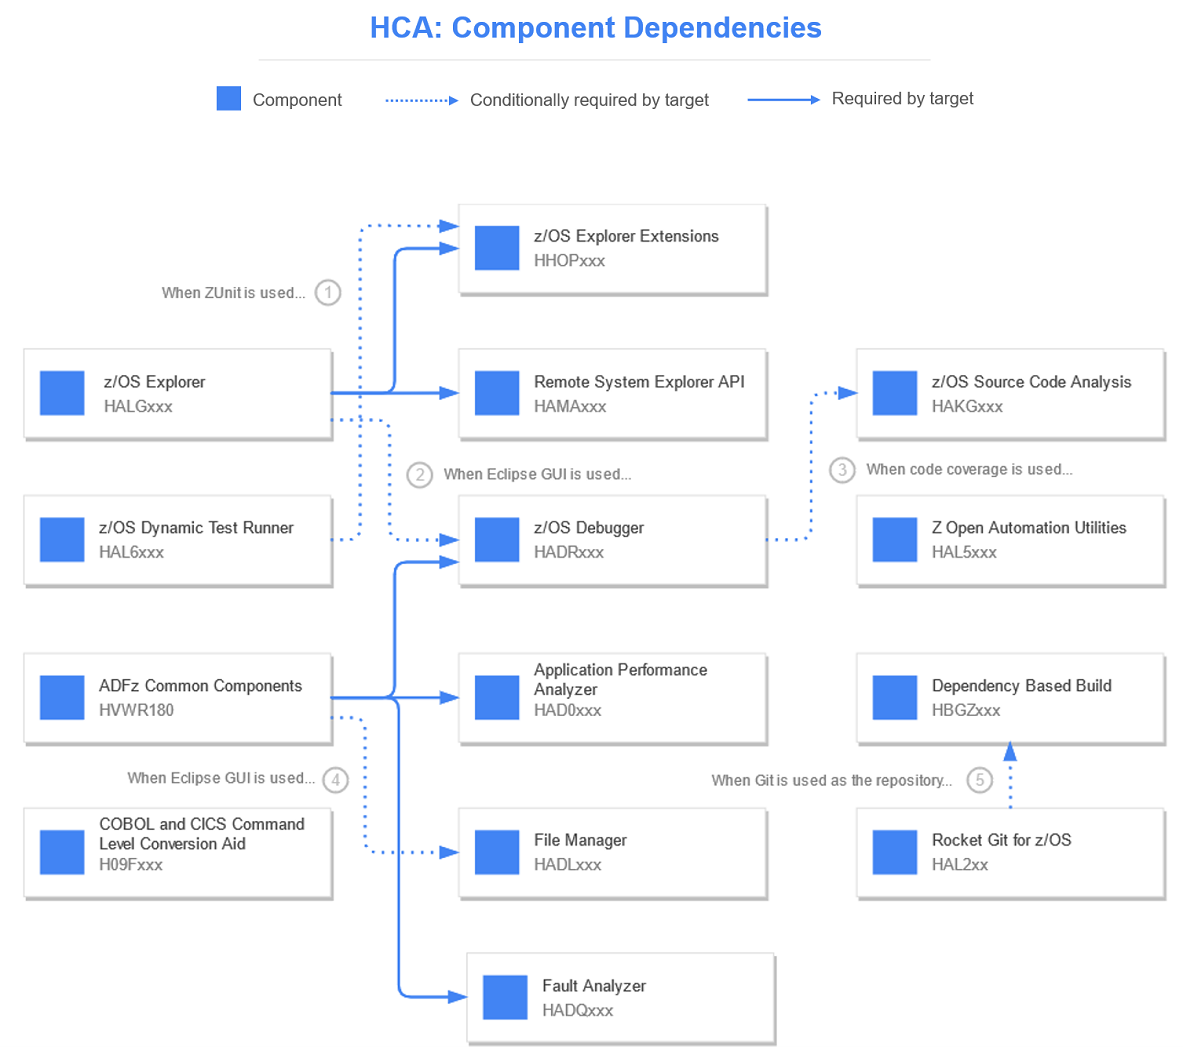 HCA: Component Dependencies
Component
Conditionally required by target
Required by target
z/OS Explorer Extensions
HHOPxxx
When ZUnit is used... 1
z/OS Explorer
HALGxxx
Remote System Explorer API
HAMAxxx
z/OS Source Code Analysis
HAKGxxx
2 When Eclipse GUI is used...
3 When code coverage is used...
z/OS Dynamic Test Runner
HAL6xxx
z/OS Debugger
HADRxxx
Z Open Automation Utilities
HAL5xxx
ADFz Common Components
HVWR180
Application Performance
Analyzer
HAD0xxx
Dependency Based Build
HBGZxxx
When Eclipse GUI is used... 4
When Git is used as the repository... 5
COBOL and CICS Command
Level Conversion Aid
H09Fxxx
File Manager
HADLxxx
Rocket Git for z/OS
HAL2xx
Fault Analyzer
HADQxxx